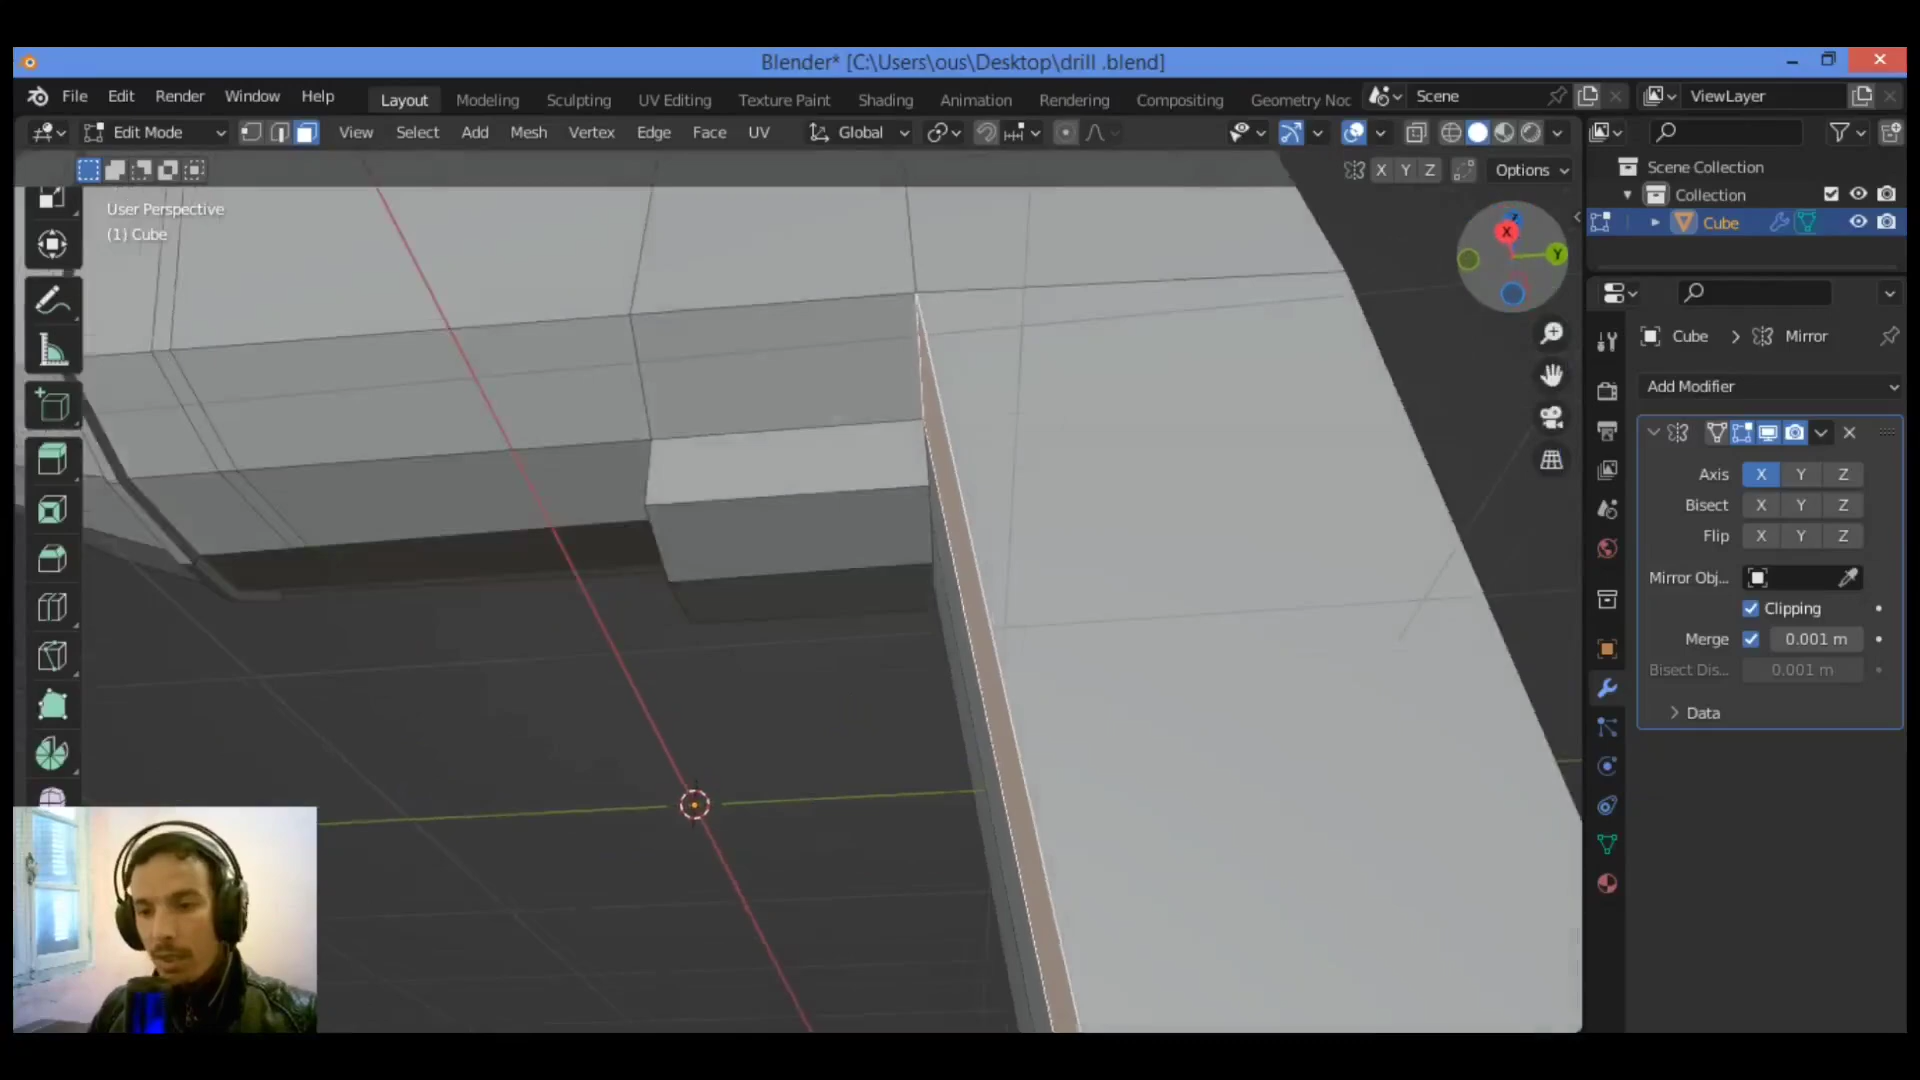 Blender* [C:\Users\ous\Desktop\drill .blend]
File Edit Render Window Help
Layout Modeling Sculpting UV Editing Texture Paint Shading Animation Rendering Compositing Geometry Noc
Scene
ViewLayer
Edit Mode
View Select Add Mesh Vertex Edge Face UV
Global
X Y Z
Options
User Perspective
(1) Cube
X
Y
Z
Scene Collection
Collection
Cube
Cube > Mirror
Add Modifier
Axis X Y Z
Bisect X Y Z
Flip X Y Z
Mirror Obj...
Clipping
Merge 0.001 m
Bisect Dis... 0.001 m
Data